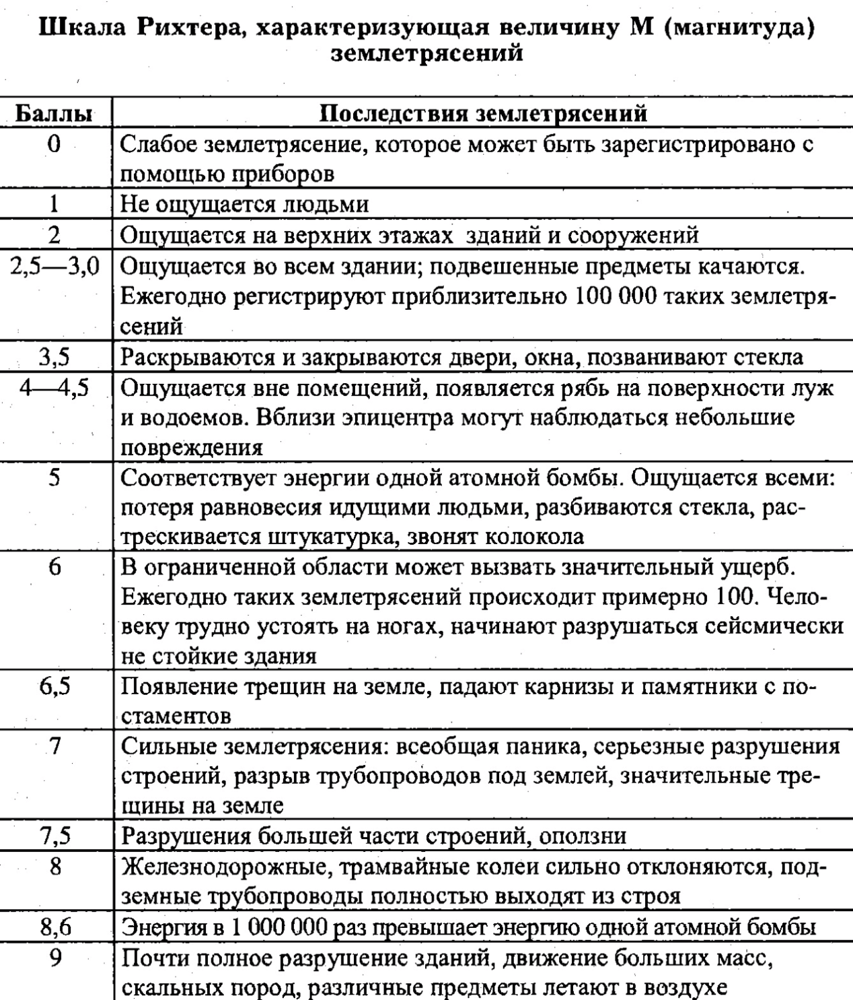 Шкала Рихтера, характеризующая величину М (магнитуда)
землетрясений
Баллы Последствия землетрясений
0 Слабое землетрясение, которое может быть зарегистрировано с
помощью приборов
1 Не ощущается людьми
2 Ощущается на верхних этажах зданий и сооружений
2,5—3,0 Ощущается во всем здании; подвешенные предметы качаются.
Ежегодно регистрируют приблизительно 100 000 таких землетря-
сений
3,5 Раскрываются и закрываются двери, окна, позванивают стекла
4—4,5 Ощущается вне помещений, появляется рябь на поверхности луж
и водоемов. Вблизи эпицентра могут наблюдаться небольшие
повреждения
5 Соответствует энергии одной атомной бомбы. Ощущается всеми:
потеря равновесия идущими людьми, разбиваются стекла, рас-
трескивается штукатурка, звонят колокола
6 В ограниченной области может вызвать значительный ущерб.
Ежегодно таких землетрясений происходит примерно 100. Чело-
веку трудно устоять на ногах, начинают разрушаться сейсмически
не стойкие здания
6,5 Появление трещин на земле, падают карнизы и памятники с по-
стаментов
7 Сильные землетрясения: всеобщая паника, серьезные разрушения
строений, разрыв трубопроводов под землей, значительные тре-
щины на земле
7,5 Разрушения большей части строений, оползни
8 Железнодорожные, трамвайные колеи сильно отклоняются, под-
земные трубопроводы полностью выходят из строя
8,6 Энергия в 1 000 000 раз превышает энергию одной атомной бомбы
9 Почти полное разрушение зданий, движение больших масс,
скальных пород, различные предметы летают в воздухе